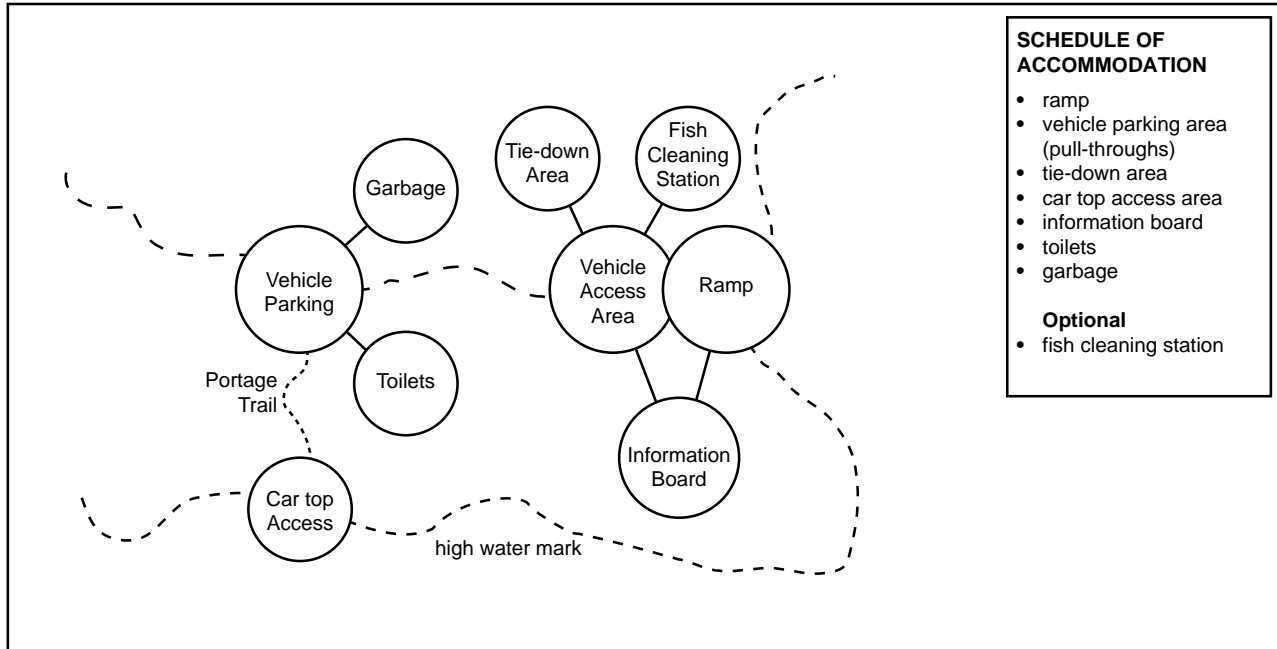 Garbage
Tie-down
Area
Fish
Cleaning
Station
Vehicle
Parking
Vehicle
Access
Area
Ramp
Toilets
Portage
Trail
Information
Board
Car top
Access
high water mark
SCHEDULE OF
ACCOMMODATION
• ramp
• vehicle parking area
(pull-throughs)
• tie-down area
• car top access area
• information board
• toilets
• garbage
Optional
• fish cleaning station